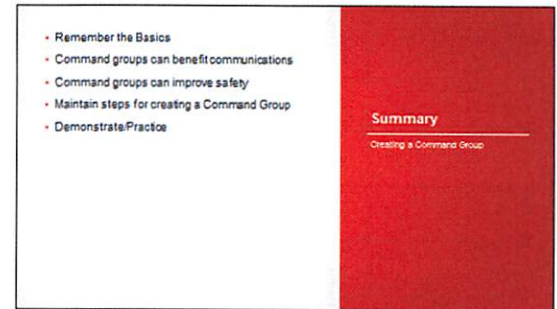 • Remember the Basics
• Command groups can benefit communications
• Command groups can improve safety
• Maintain steps for creating a Command Group
• Demonstrate/Practice
Summary
Creating a Command Group